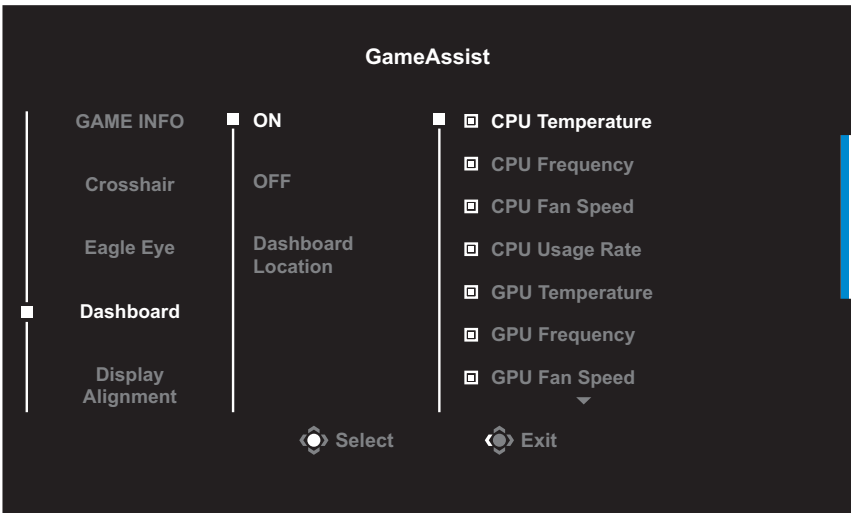 GameAssist
GAME INFO
Crosshair
Eagle Eye
Dashboard
Display
Alignment
ON
OFF
Dashboard
Location
CPU Temperature
CPU Frequency
CPU Fan Speed
CPU Usage Rate
GPU Temperature
GPU Frequency
GPU Fan Speed
Select
Exit